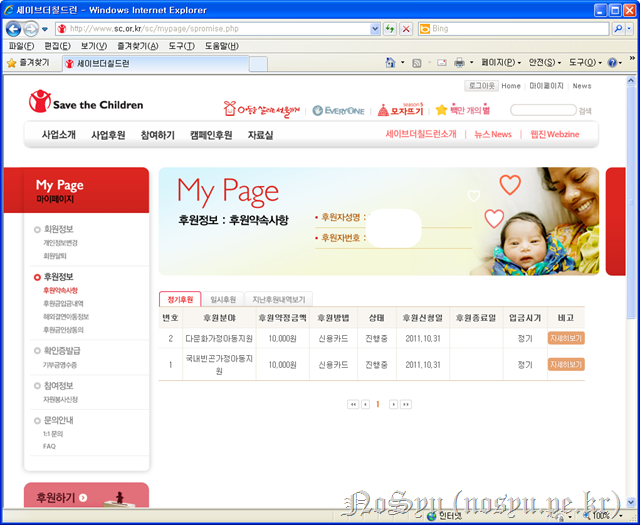 세이브더칠드런 - Windows Internet Explorer
http://www.sc.or.kr/sc/mypage/spromise.php
Bing
파일(F) 편집(E) 보기(V) 즐겨찾기(A) 도구(T) 도움말(H)
즐겨찾기 세이브더칠드런 페이지(P) 안전(S) 도구(O)
로그아웃 Home 마이페이지 News
Save the Children
EVERYONE season5 모자뜨기 빽만 개의 별 검색
사업소개 사업후원 참여하기 캠페인후원 자료실 세이브더칠드런소개 뉴스 News 웹진 Webzine
My Page
마이페이지
회원정보
개인정보변경
회원탈퇴
후원정보
후원약속사항
후원금입금내역
해외결연아동정보
후원금인상동의
확인증발급
기부금영수증
참여정보
자원봉사신청
문의안내
1:1 문의
FAQ
후원하기
My Page
후원정보 : 후원약속사항
후원자성명 :
후원자번호 :
정기후원 일시후원 지난후원내역보기
번호 후원분야 후원약정금액 후원방법 상태 후원신청일 후원종료일 입금시기 비고
2 다문화가정아동지원 10,000원 신용카드 진행중 2011.10.31 정기 자세히보기
1 국내빈곤가정아동지원 10,000원 신용카드 진행중 2011.10.31 정기 자세히보기
1
인터넷 100%
NoSyu (nosyu.pe.kr)